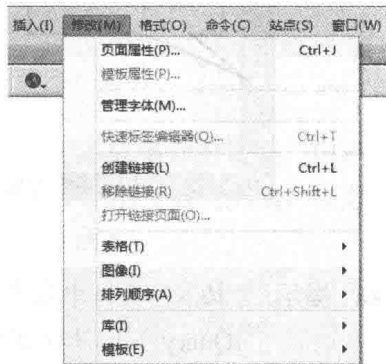 插入(I) 修改(M) 格式(O) 命令(C) 站点(S) 窗口(W)
页面属性(P)... Ctrl+J
模板属性(P)...
管理字体(M)...
快速标签编辑器(Q)... Ctrl+T
创建链接(L) Ctrl+L
移除链接(R) Ctrl+Shift+L
打开链接页面(O)...
表格(T)
图像(I)
排列顺序(A)
库(I)
模板(E)